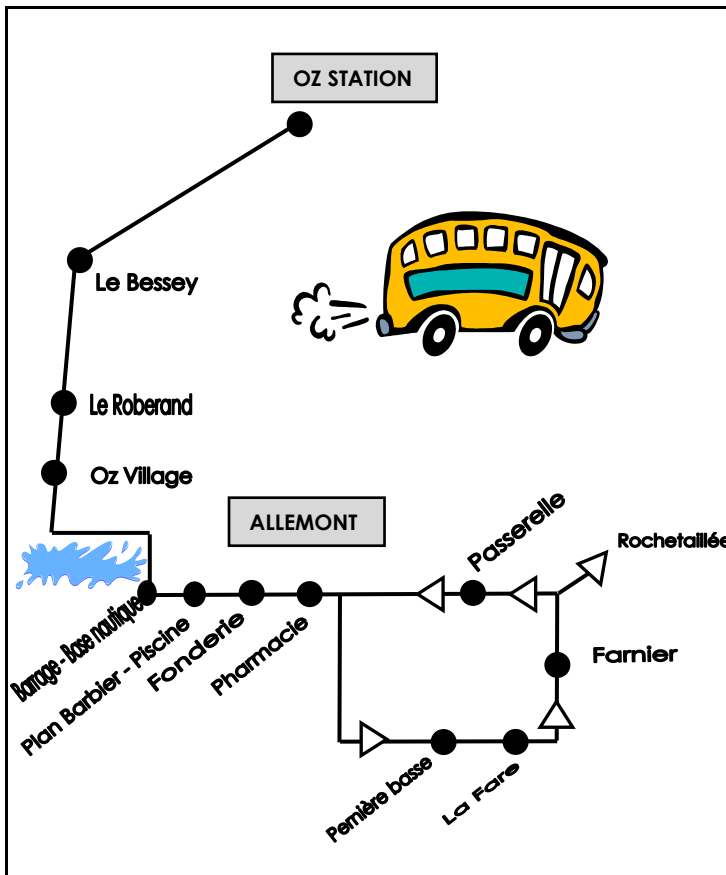 OZ STATION
Le Bessey
Le Roberand
Oz Village
ALLEMONT
Passerelle
Rochetaillée
Barrage - Base nautique
Plan Barbier - Piscine
Fonderie
Pharmacie
Farnier
Pernière basse
La Fare